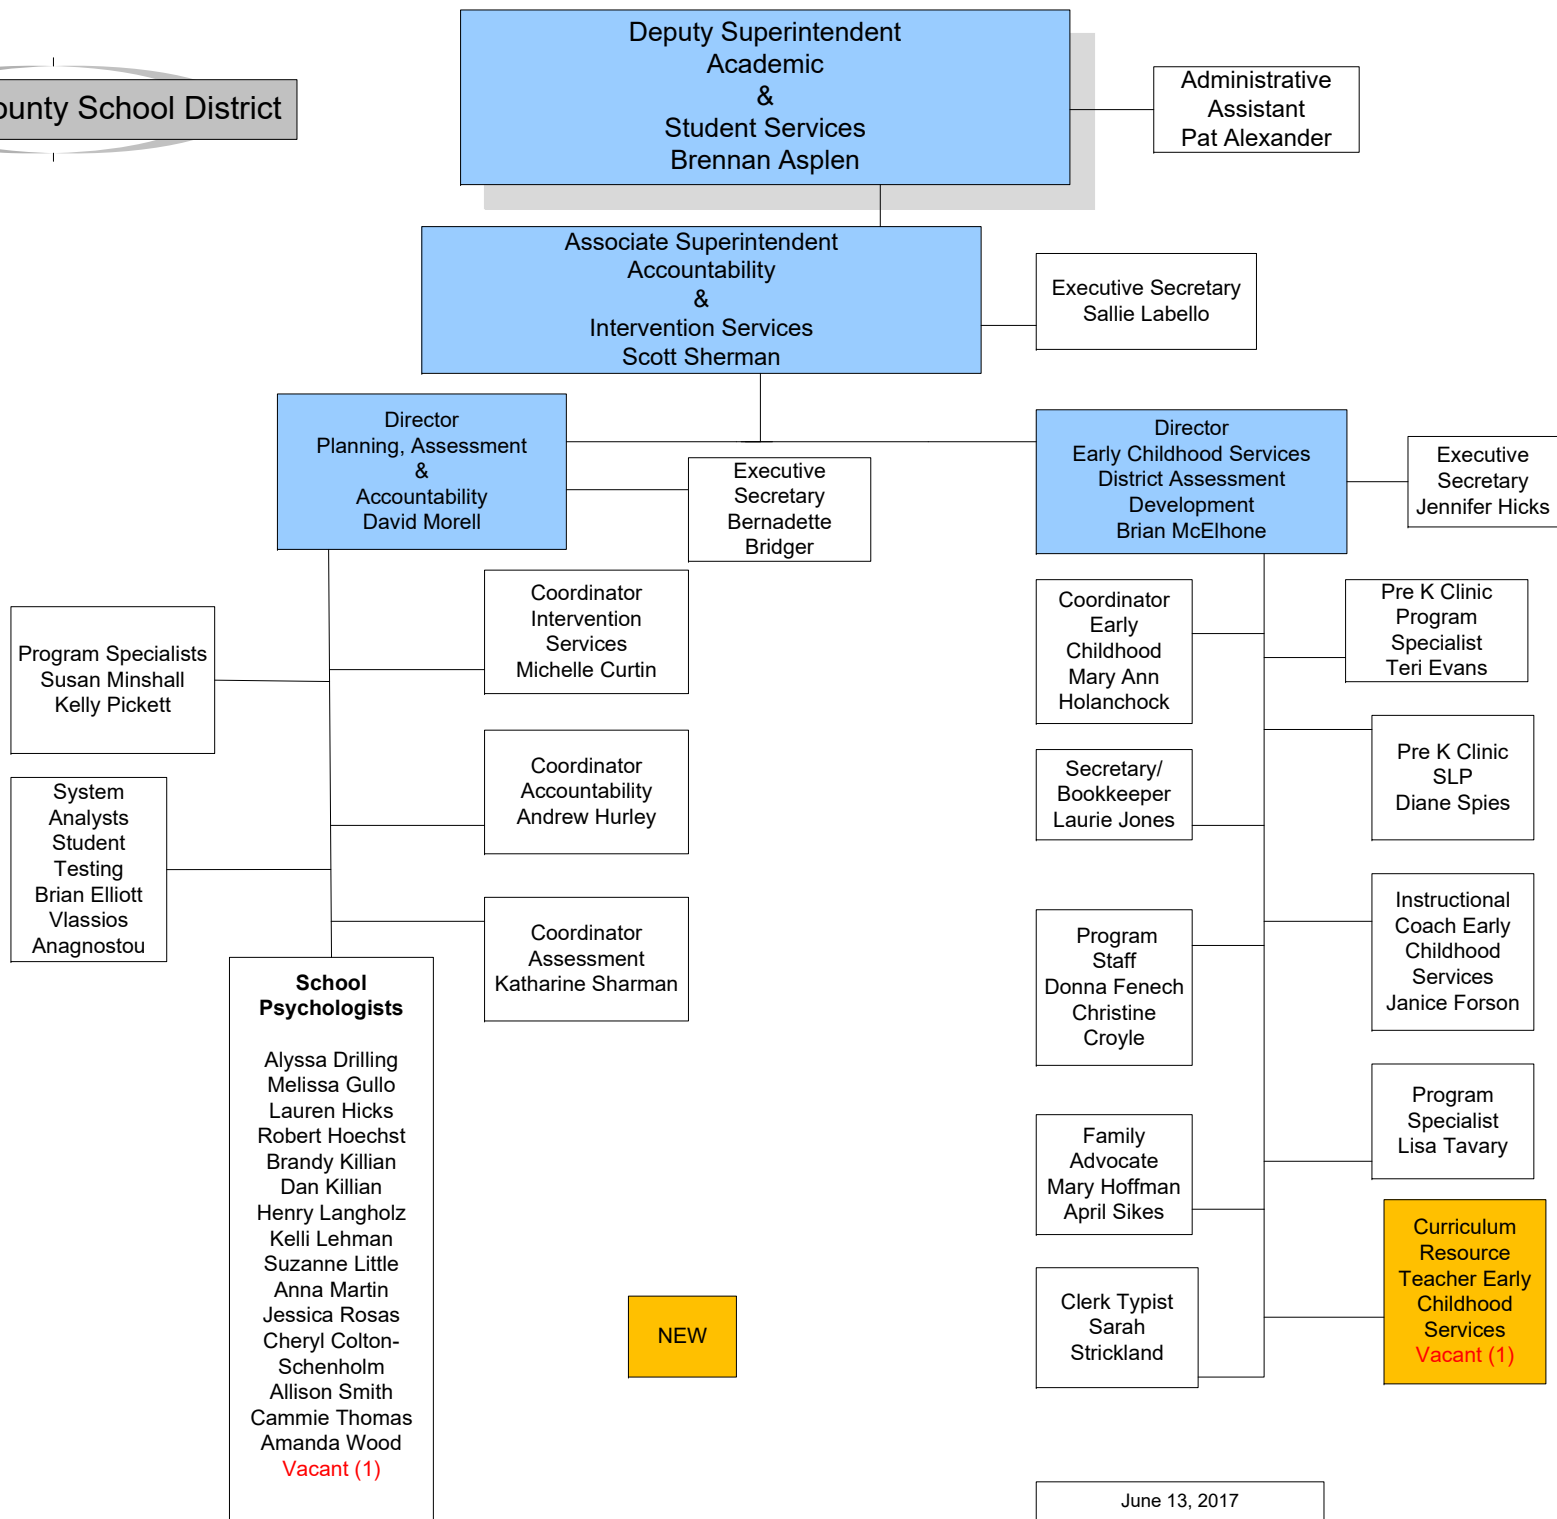 ounty School District
Deputy Superintendent
Academic
&
Student Services
Brennan Asplen
Administrative
Assistant
Pat Alexander
Associate Superintendent
Accountability
&
Intervention Services
Scott Sherman
Executive Secretary
Sallie Labello
Director
Planning, Assessment
&
Accountability
David Morell
Executive
Secretary
Bernadette
Bridger
Director
Early Childhood Services
District Assessment
Development
Brian McElhone
Executive
Secretary
Jennifer Hicks
Program Specialists
Susan Minshall
Kelly Pickett
Coordinator
Intervention
Services
Michelle Curtin
System
Analysts
Student
Testing
Brian Elliott
Vlassios
Anagnostou
Coordinator
Accountability
Andrew Hurley
Coordinator
Assessment
Katharine Sharman
School
Psychologists
Alyssa Drilling
Melissa Gullo
Lauren Hicks
Robert Hoechst
Brandy Killian
Dan Killian
Henry Langholz
Kelli Lehman
Suzanne Little
Anna Martin
Jessica Rosas
Cheryl Colton-
Schenholm
Allison Smith
Cammie Thomas
Amanda Wood
Vacant (1)
NEW
Coordinator
Early
Childhood
Mary Ann
Holanchock
Pre K Clinic
Program
Specialist
Teri Evans
Secretary/
Bookkeeper
Laurie Jones
Pre K Clinic
SLP
Diane Spies
Program
Staff
Donna Fenech
Christine
Croyle
Instructional
Coach Early
Childhood
Services
Janice Forson
Family
Advocate
Mary Hoffman
April Sikes
Program
Specialist
Lisa Tavary
Clerk Typist
Sarah
Strickland
Curriculum
Resource
Teacher Early
Childhood
Services
Vacant (1)
June 13, 2017